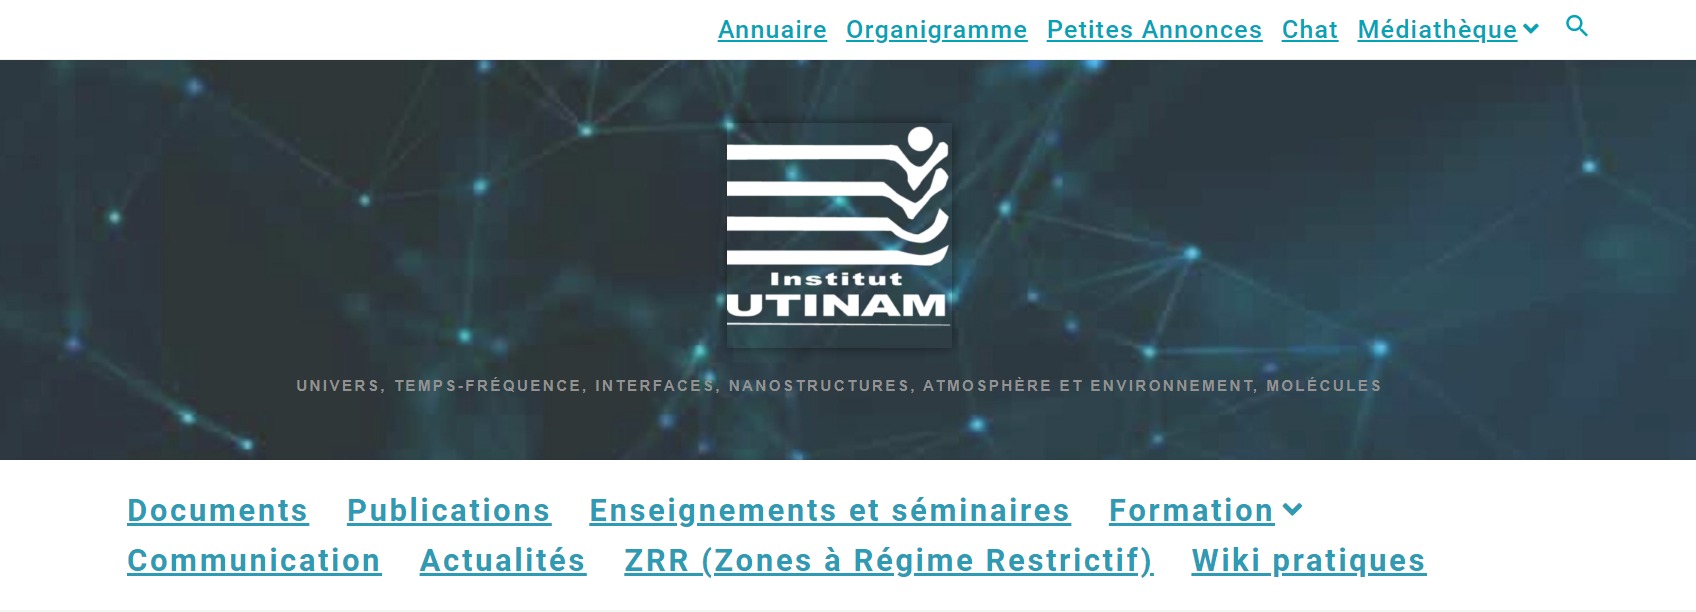 Annuaire Organigramme Petites Annonces Chat Médiathèque
Institut
UTINAM
UNIVERS, TEMPS-FRÉQUENCE, INTERFACES, NANOSTRUCTURES, ATMOSPHÈRE ET ENVIRONNEMENT, MOLÉCULES
Documents Publications Enseignements et séminaires Formation
Communication Actualités ZRR (Zones à Régime Restrictif) Wiki pratiques